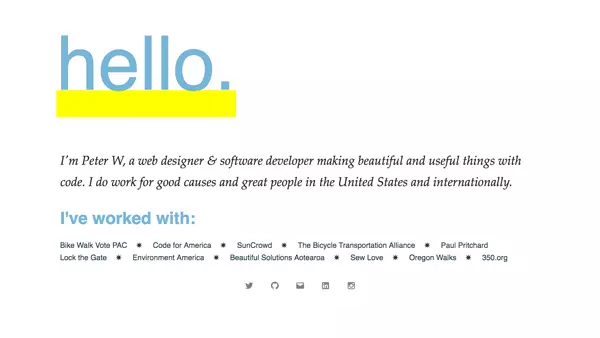 hello.
I'm Peter W, a web designer & software developer making beautiful and useful things with
code. I do work for good causes and great people in the United States and internationally.
I've worked with:
Bike Walk Vote PAC ✷ Code for America ✷ SunCrowd ✷ The Bicycle Transportation Alliance ✷ Paul Pritchard
Lock the Gate ✷ Environment America ✷ Beautiful Solutions Aotearoa ✷ Sew Love ✷ Oregon Walks ✷ 350.org